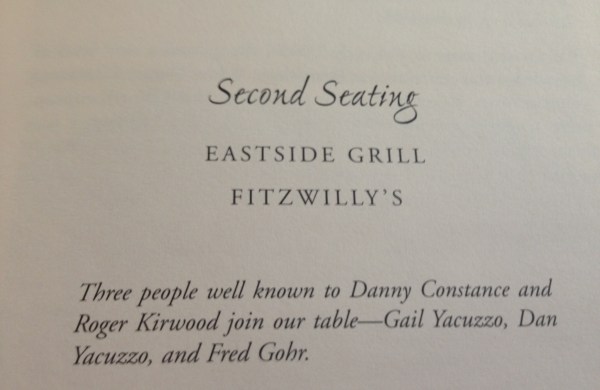 Second Seating
EASTSIDE GRILL
FITZWILLY'S
Three people well known to Danny Constance and
Roger Kirwood join our table—Gail Yacuzzo, Dan
Yacuzzo, and Fred Gohr.